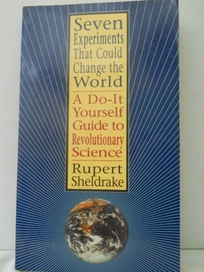 Seven
Experiments
That Could
Change the
World
A Do-It
Yourself
Guide to
Revolutionary
Science
Rupert
Sheldrake